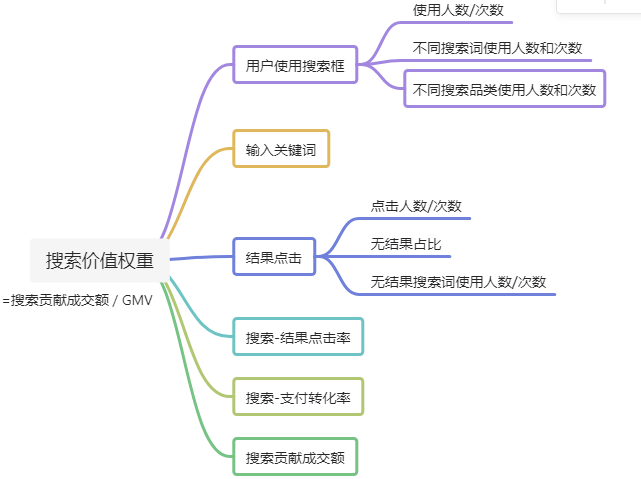 使用人数/次数
不同搜索词使用人数和次数
用户使用搜索框
不同搜索品类使用人数和次数
输入关键词
点击人数/次数
无结果占比
结果点击
无结果搜索词使用人数/次数
搜索价值权重
=搜索贡献成交额 / GMV
搜索-结果点击率
搜索-支付转化率
搜索贡献成交额